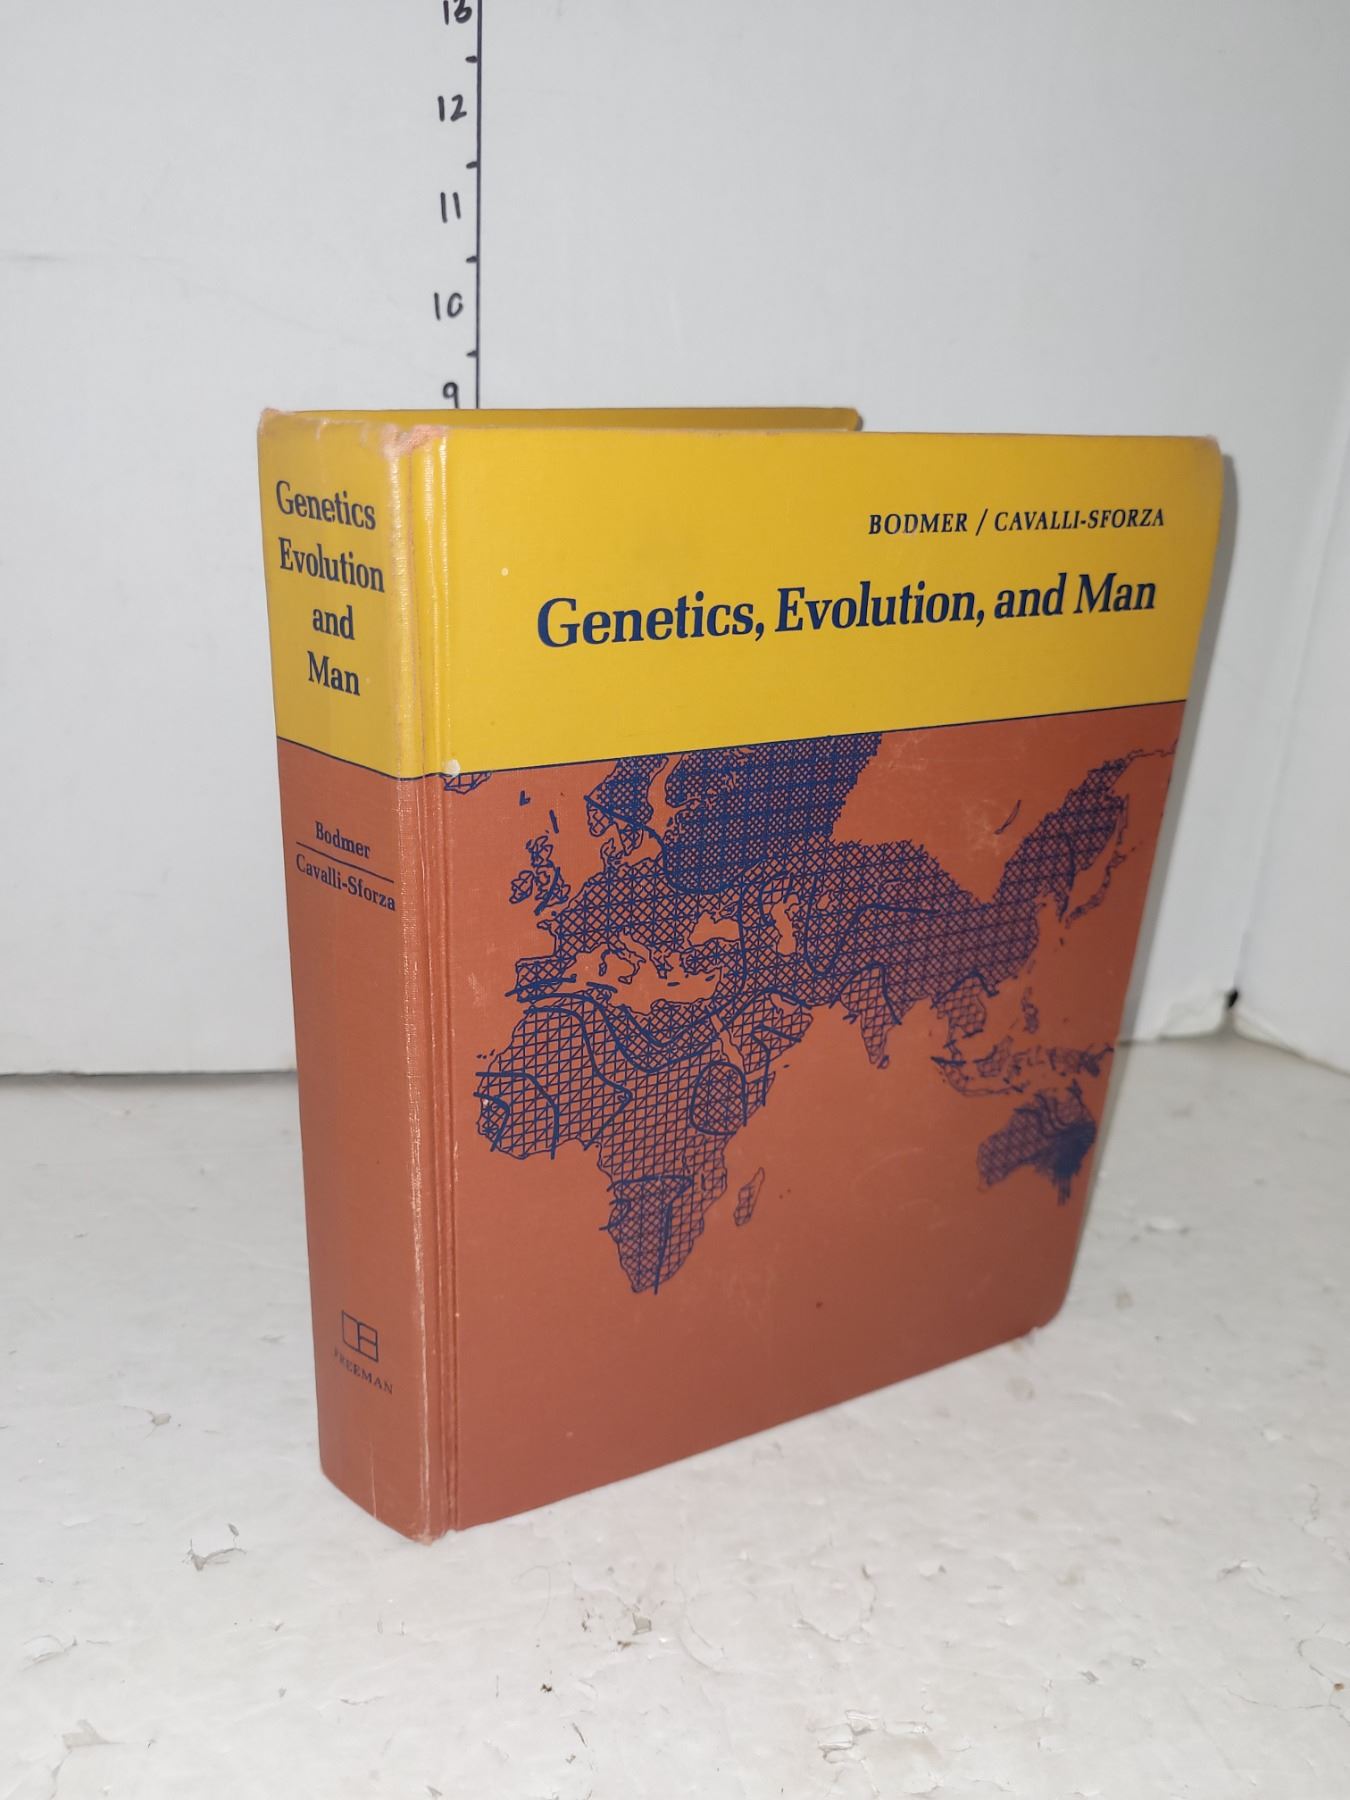 13
12
11
10
9
Genetics
Evolution
and
Man
Bodmer
Cavalli-Sforza
FREEMAN
BODMER / CAVALLI-SFORZA
Genetics, Evolution, and Man